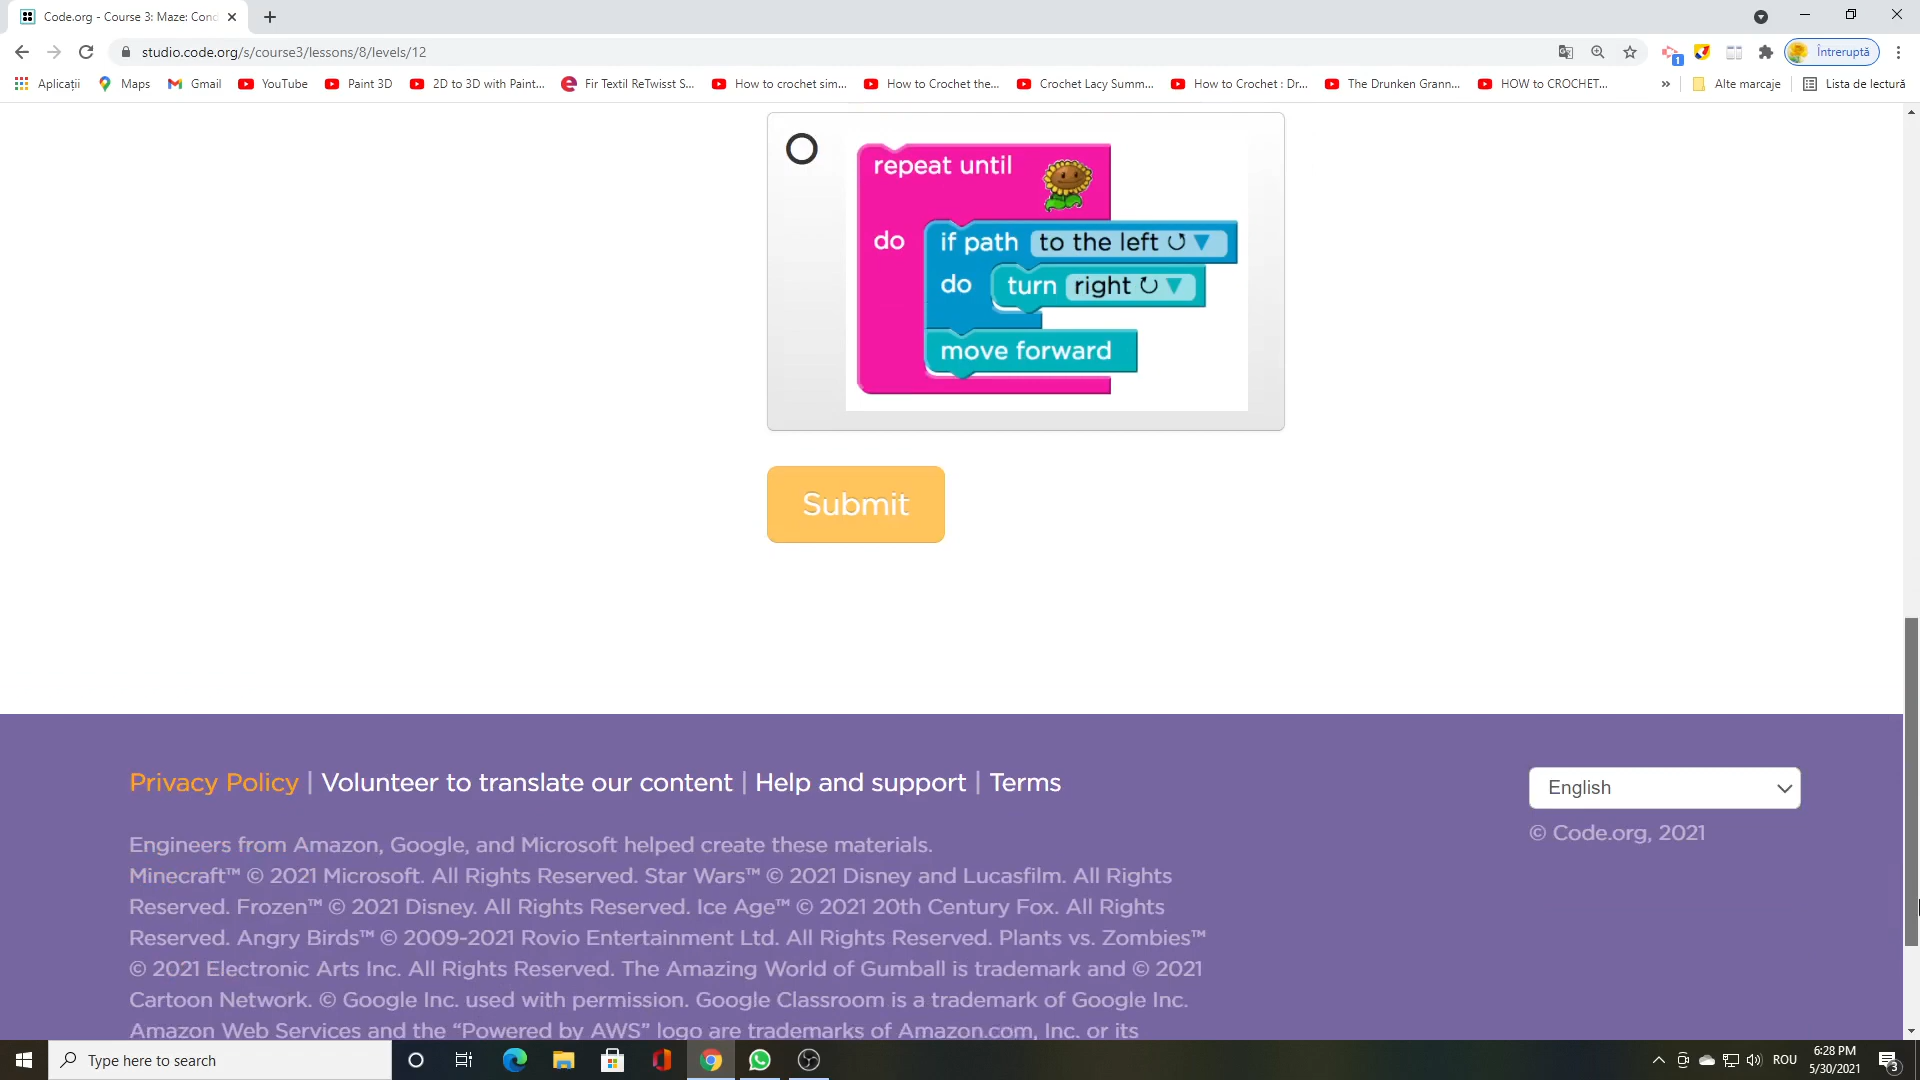 Code.org - Course 3: Maze: Cond
studio.code.org/s/course3/lessons/8/levels/12
Întreruptă
Aplicații
Maps
Gmail
YouTube
Paint 3D
2D to 3D with Paint...
Fir Textil ReTwisst S...
How to crochet sim...
How to Crochet the...
Crochet Lacy Summ...
How to Crochet : Dr...
The Drunken Grann...
HOW to CROCHET...
»
Alte marcaje
Lista de lectură
repeat until
do
if path to the left
do
turn right
move forward
Submit
Privacy Policy | Volunteer to translate our content | Help and support | Terms
English
© Code.org, 2021
Engineers from Amazon, Google, and Microsoft helped create these materials.
Minecraft™ © 2021 Microsoft. All Rights Reserved. Star Wars™ © 2021 Disney and Lucasfilm. All Rights
Reserved. Frozen™ © 2021 Disney. All Rights Reserved. Ice Age™ © 2021 20th Century Fox. All Rights
Reserved. Angry Birds™ © 2009-2021 Rovio Entertainment Ltd. All Rights Reserved. Plants vs. Zombies™
© 2021 Electronic Arts Inc. All Rights Reserved. The Amazing World of Gumball is trademark and © 2021
Cartoon Network. © Google Inc. used with permission. Google Classroom is a trademark of Google Inc.
Amazon Web Services and the “Powered by AWS” logo are trademarks of Amazon.com, Inc. or its
Type here to search
ROU
6:28 PM
5/30/2021
3
1